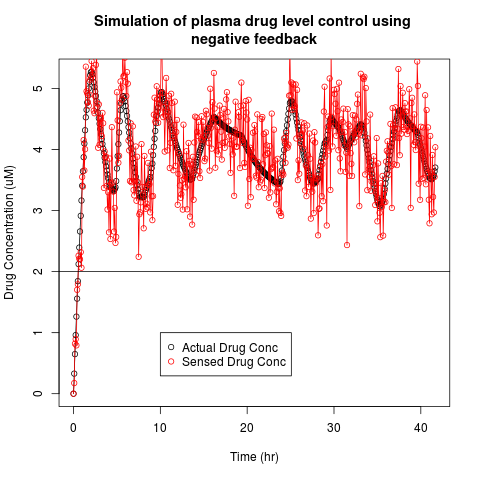 Simulation of plasma drug level control using
negative feedback
Drug Concentration (uM)
5
4
3
2
1
0
Actual Drug Conc
Sensed Drug Conc
0
10
20
30
40
Time (hr)